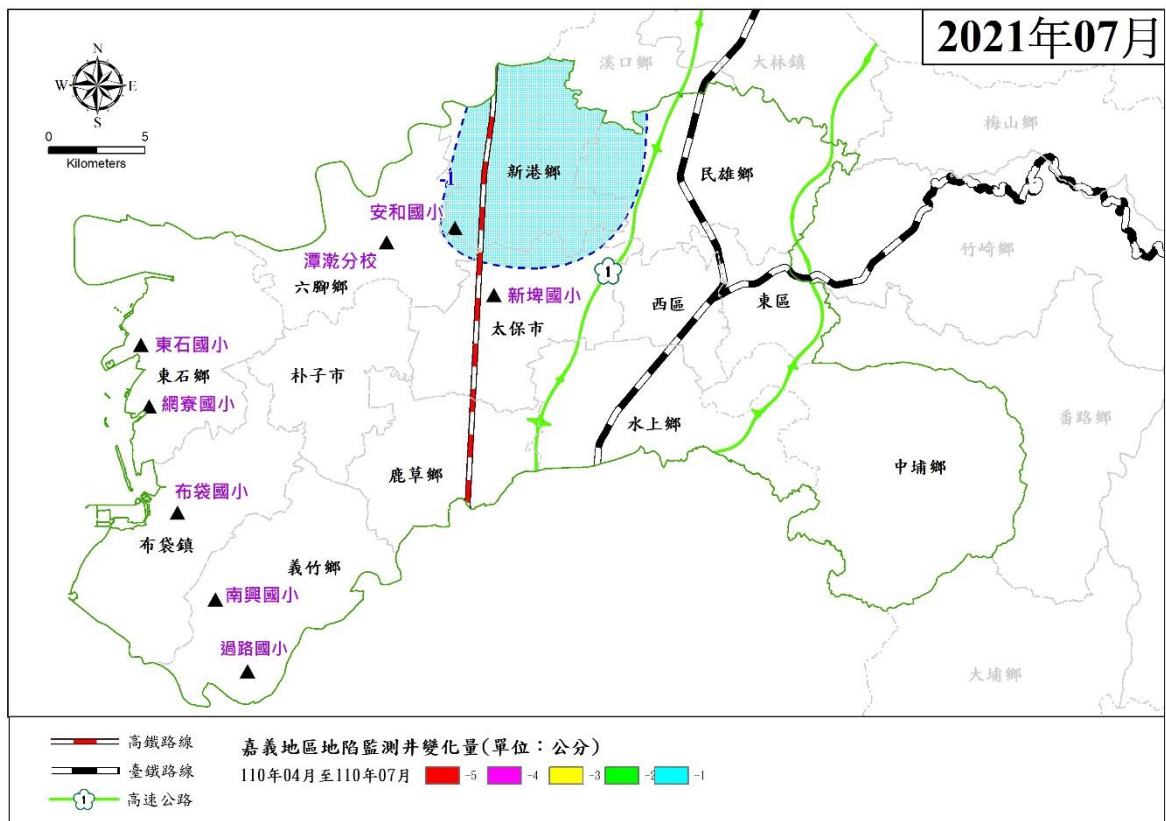 2021年07月
N
W
E
S
0
5
Kilometers
溪口鄉
大林鎮
梅山鄉
新港鄉
民雄鄉
-1
安和國小
潭墘分校
竹崎鄉
六腳鄉
1
新埤國小
西區
東區
太保市
東石國小
東石鄉
朴子市
網寮國小
水上鄉
番路鄉
中埔鄉
鹿草鄉
布袋國小
布袋鎮
義竹鄉
南興國小
過路國小
大埔鄉
高鐵路線
臺鐵路線
1
高速公路
嘉義地區地陷監測井變化量(單位：公分)
110年04月至110年07月
-5
-4
-3
-2
-1